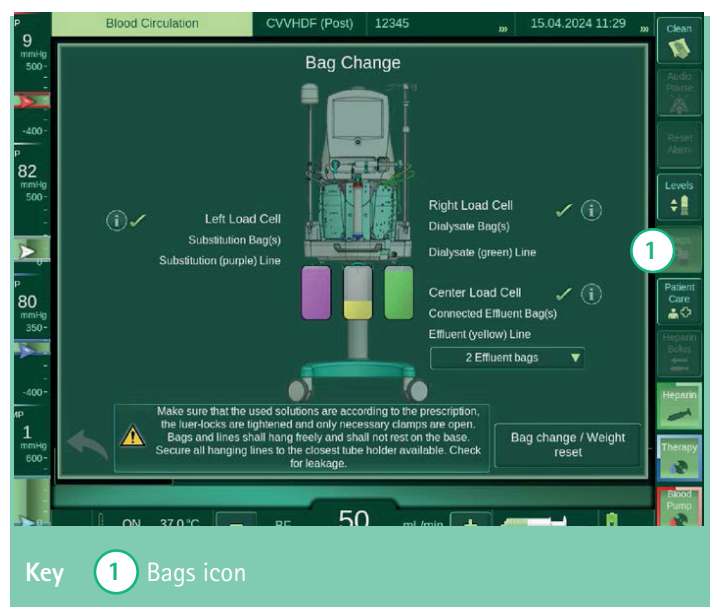 Blood Circulation
CVVHDF (Post)
12345
15.04.2024 11:29
P
9
mmHg
500
-400
P
82
mmHg
500
0
P
80
mmHg
350
-400
MP
1
mmHg
600
0
Bag Change
Left Load Cell
Substitution Bag(s)
Substitution (purple) Line
Right Load Cell
Dialysate Bag(s)
Dialysate (green) Line
Center Load Cell
Connected Effluent Bag(s)
Effluent (yellow) Line
2 Effluent bags
Make sure that the used solutions are according to the prescription,
the luer-locks are tightened and only necessary clamps are open.
Bags and lines shall hang freely and shall not rest on the base.
Secure all hanging lines to the closest tube holder available. Check
for leakage.
Bag change / Weight
reset
Clean
Audio
Pause
Reset
Alarm
Levels
1
Patient
Care
Heparin
Bolus
Heparin
Therapy
Blood
Pump
ON 37.0 °C
BF 50 mL/min
Key 1 Bags icon